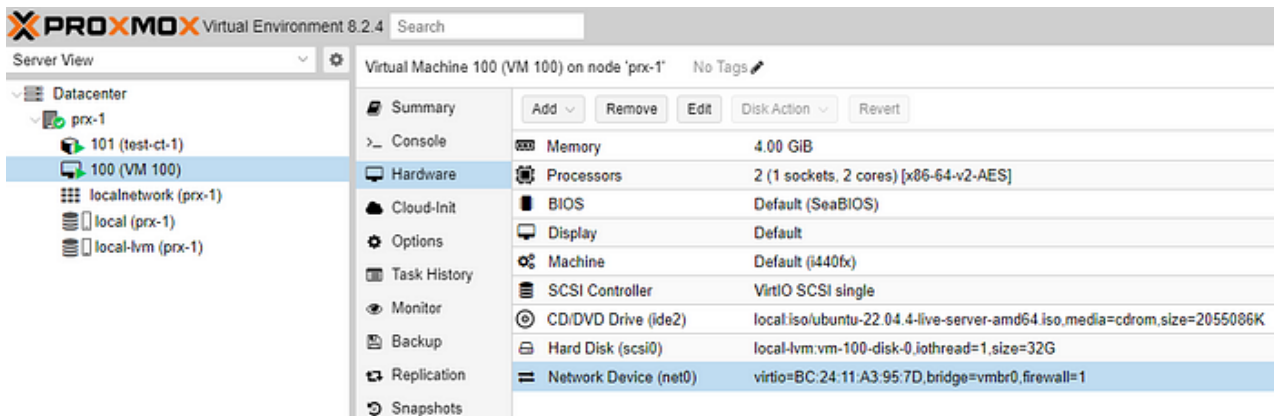 PROXMOX Virtual Environment 8.2.4 Search
Server View
Datacenter
prx-1
101 (test-ct-1)
100 (VM 100)
localnetwork (prx-1)
local (prx-1)
local-lvm (prx-1)
Virtual Machine 100 (VM 100) on node 'prx-1' No Tags
Summary
Console
Hardware
Cloud-Init
Options
Task History
Monitor
Backup
Replication
Snapshots
Add Remove Edit Disk Action Revert
Memory 4.00 GiB
Processors 2 (1 sockets, 2 cores) [x86-64-v2-AES]
BIOS Default (SeaBIOS)
Display Default
Machine Default (i440fx)
SCSI Controller VirtIO SCSI single
CD/DVD Drive (ide2) local:iso/ubuntu-22.04.4-live-server-amd64.iso,media=cdrom,size=2055086K
Hard Disk (scsi0) local-lvm:vm-100-disk-0,iothread=1,size=32G
Network Device (net0) virtio=BC:24:11:A3:95:7D,bridge=vmbr0,firewall=1